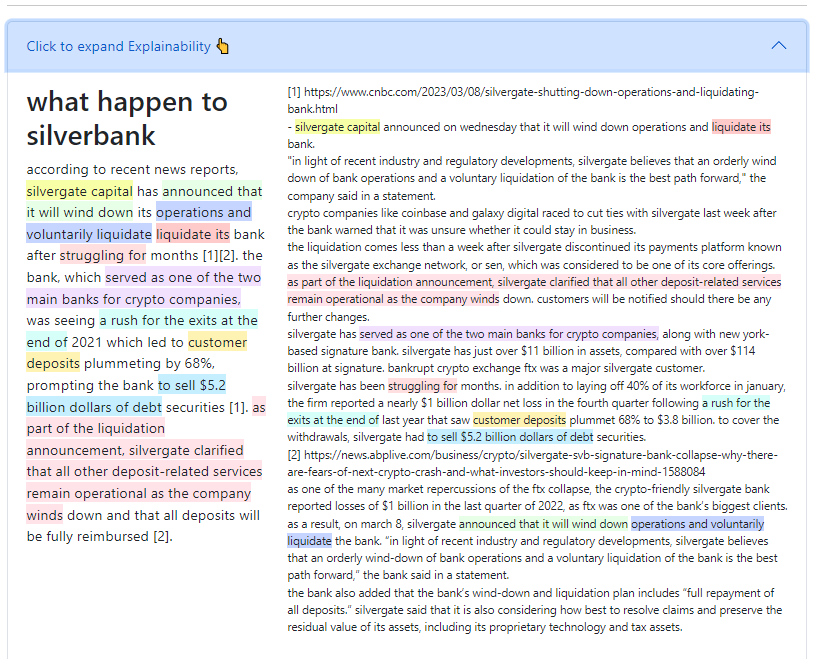 Click to expand Explainability 👆
what happen to
silverbank
according to recent news reports,
silvergate capital has announced that
it will wind down its operations and
voluntarily liquidate liquidate its bank
after struggling for months [1][2]. the
bank, which served as one of the two
main banks for crypto companies,
was seeing a rush for the exits at the
end of 2021 which led to customer
deposits plummeting by 68%,
prompting the bank to sell $5.2
billion dollars of debt securities [1]. as
part of the liquidation
announcement, silvergate clarified
that all other deposit-related services
remain operational as the company
winds down and that all deposits will
be fully reimbursed [2].
[1] https://www.cnbc.com/2023/03/08/silvergate-shutting-down-operations-and-liquidating-
bank.html
- silvergate capital announced on wednesday that it will wind down operations and liquidate its
bank.
"in light of recent industry and regulatory developments, silvergate believes that an orderly wind
down of bank operations and a voluntary liquidation of the bank is the best path forward," the
company said in a statement.
crypto companies like coinbase and galaxy digital raced to cut ties with silvergate last week after
the bank warned that it was unsure whether it could stay in business.
the liquidation comes less than a week after silvergate discontinued its payments platform known
as the silvergate exchange network, or sen, which was considered to be one of its core offerings.
as part of the liquidation announcement, silvergate clarified that all other deposit-related services
remain operational as the company winds down. customers will be notified should there be any
further changes.
silvergate has served as one of the two main banks for crypto companies, along with new york-
based signature bank. silvergate has just over $11 billion in assets, compared with over $114
billion at signature. bankrupt crypto exchange ftx was a major silvergate customer.
silvergate has been struggling for months. in addition to laying off 40% of its workforce in january,
the firm reported a nearly $1 billion dollar net loss in the fourth quarter following a rush for the
exits at the end of last year that saw customer deposits plummet 68% to $3.8 billion. to cover the
withdrawals, silvergate had to sell $5.2 billion dollars of debt securities.
[2] https://news.abplive.com/business/crypto/silvergate-svb-signature-bank-collapse-why-there-
are-fears-of-next-crypto-crash-and-what-investors-should-keep-in-mind-1588084
as one of the many market repercussions of the ftx collapse, the crypto-friendly silvergate bank
reported losses of $1 billion in the last quarter of 2022, as ftx was one of the bank's biggest clients.
as a result, on march 8, silvergate announced that it will wind down operations and voluntarily
liquidate the bank. "in light of recent industry and regulatory developments, silvergate believes
that an orderly wind-down of bank operations and a voluntary liquidation of the bank is the best
path forward," the bank said in a statement.
the bank also added that the bank's wind-down and liquidation plan includes "full repayment of
all deposits." silvergate said that it is also considering how best to resolve claims and preserve the
residual value of its assets, including its proprietary technology and tax assets.